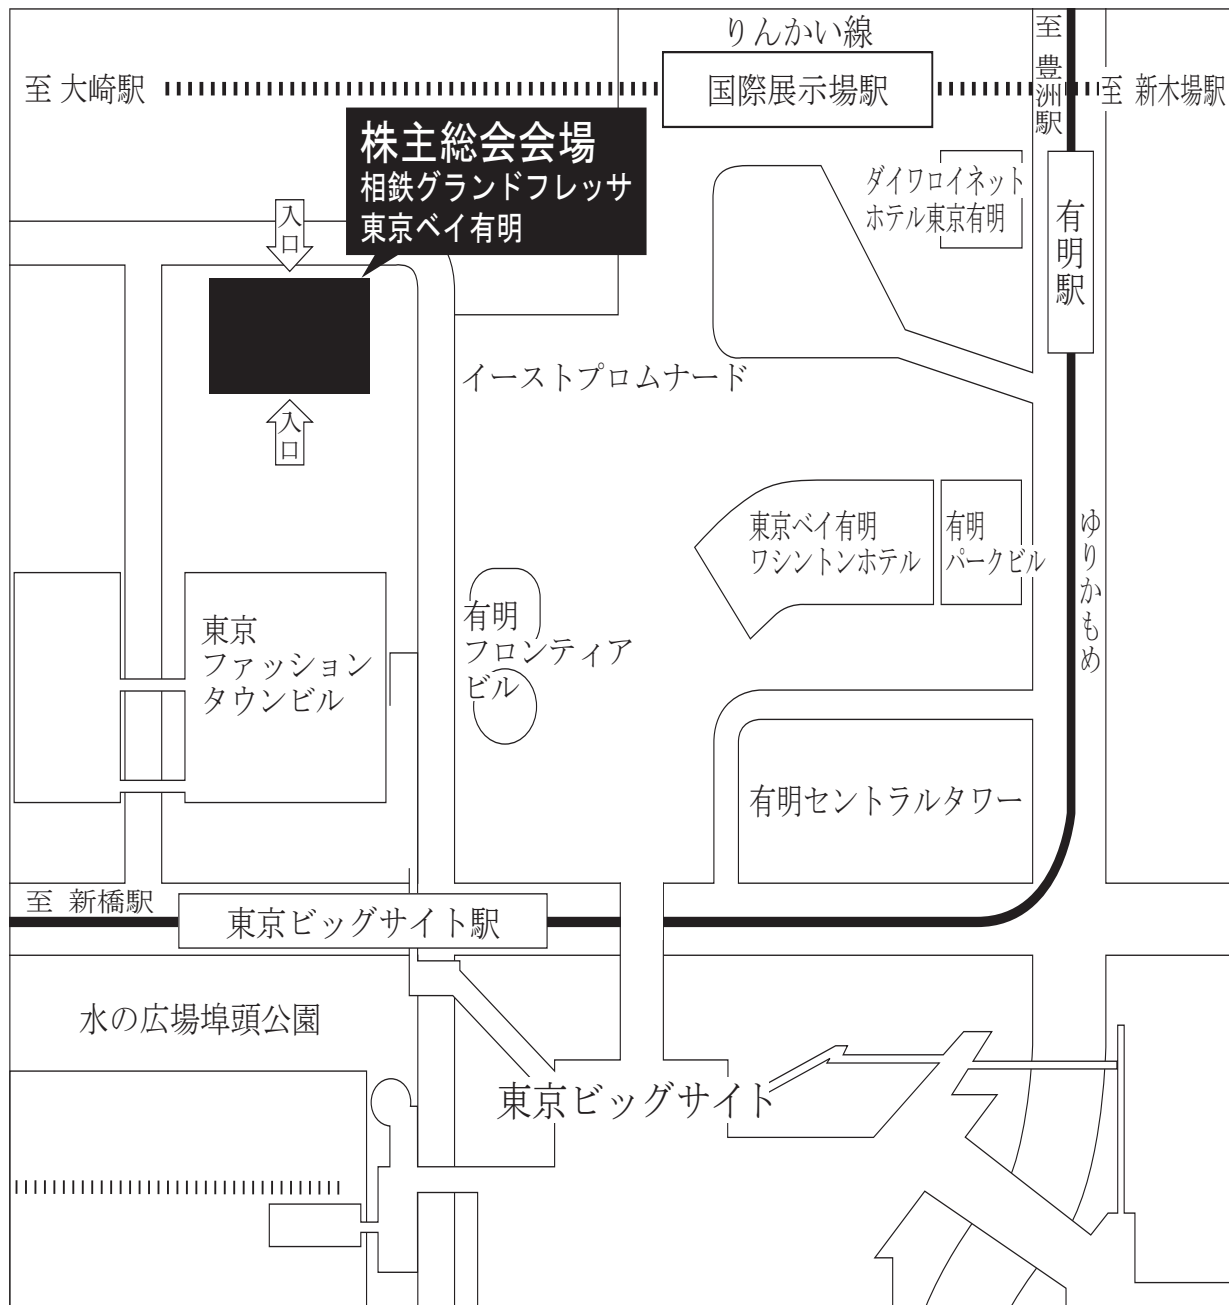 りんかい線
至 大崎駅
国際展示場駅
至 豊洲駅
至 新木場駅
株主総会会場
相鉄グランドフレッサ
東京ベイ有明
入口
ダイワロイネット
ホテル東京有明
有明駅
イーストプロムナード
入口
東京ベイ有明
ワシントンホテル
有明
パークビル
ゆりかもめ
東京
ファッション
タウンビル
有明
フロンティア
ビル
有明セントラルタワー
至 新橋駅
東京ビッグサイト駅
水の広場埠頭公園
東京ビッグサイト